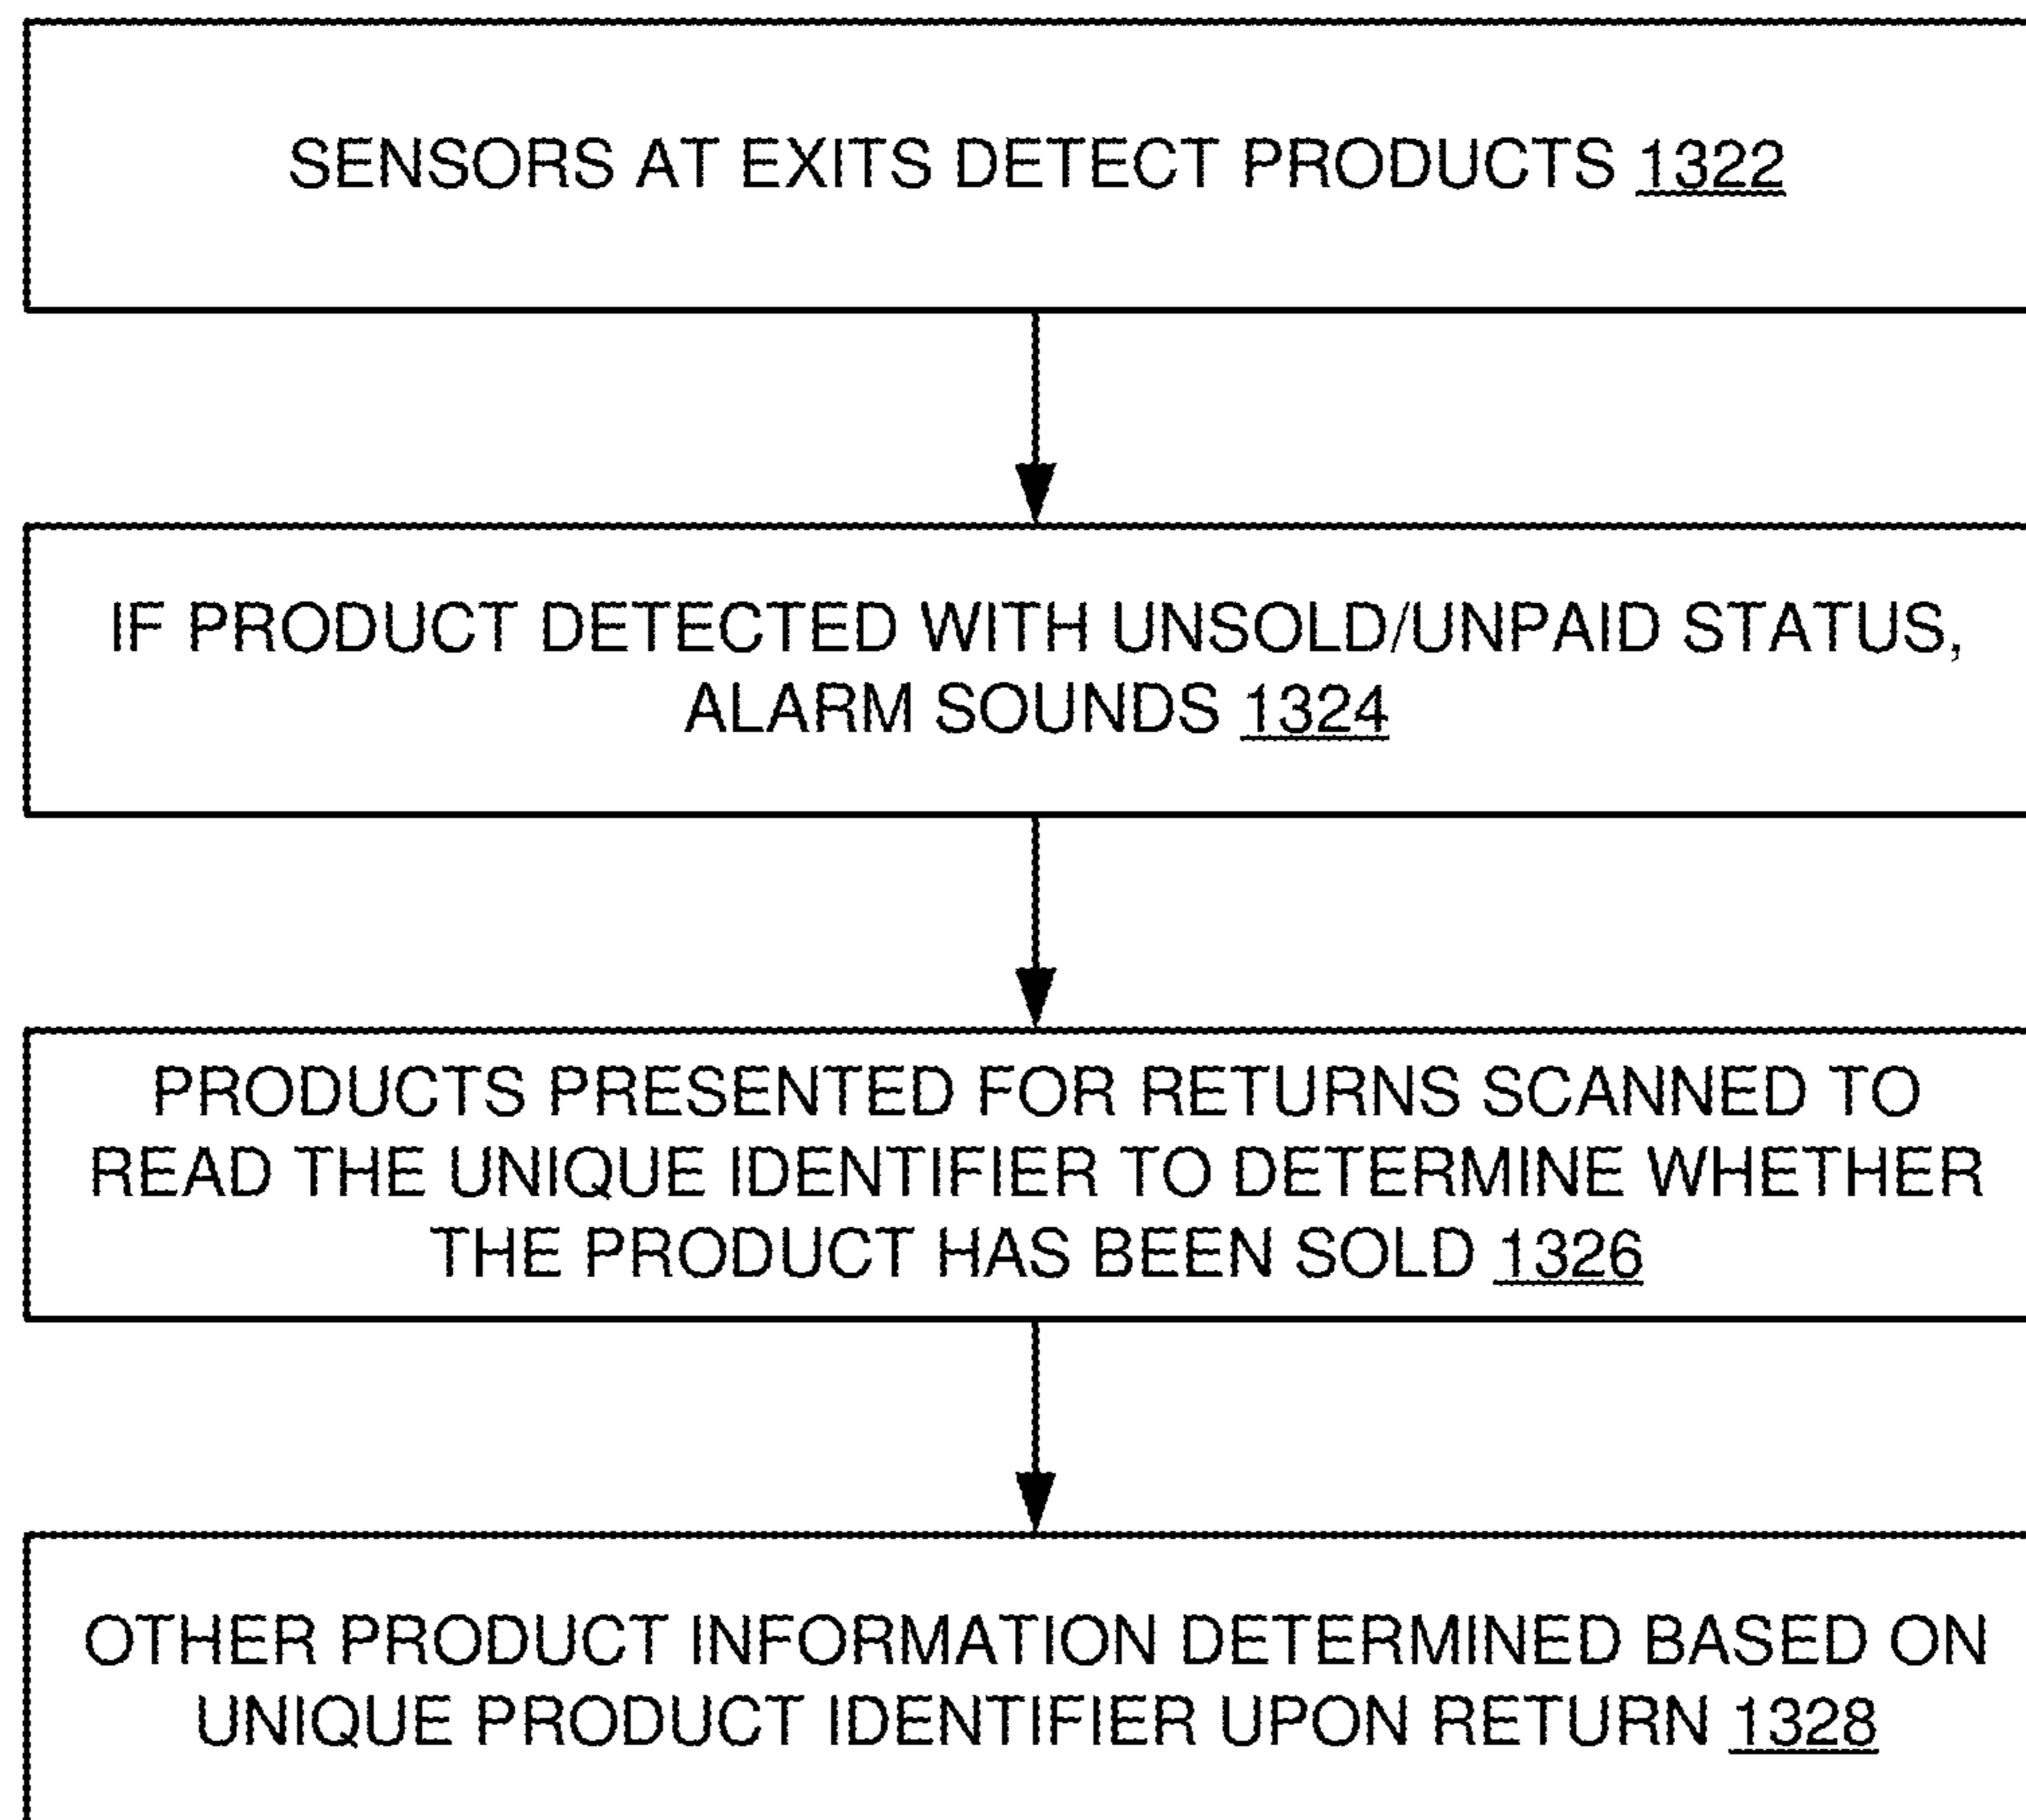 SENSORS AT EXITS DETECT PRODUCTS 1322
IF PRODUCT DETECTED WITH UNSOLD/UNPAID STATUS,
ALARM SOUNDS 1324
PRODUCTS PRESENTED FOR RETURNS SCANNED TO
READ THE UNIQUE IDENTIFIER TO DETERMINE WHETHER
THE PRODUCT HAS BEEN SOLD 1326
OTHER PRODUCT INFORMATION DETERMINED BASED ON
UNIQUE PRODUCT IDENTIFIER UPON RETURN 1328